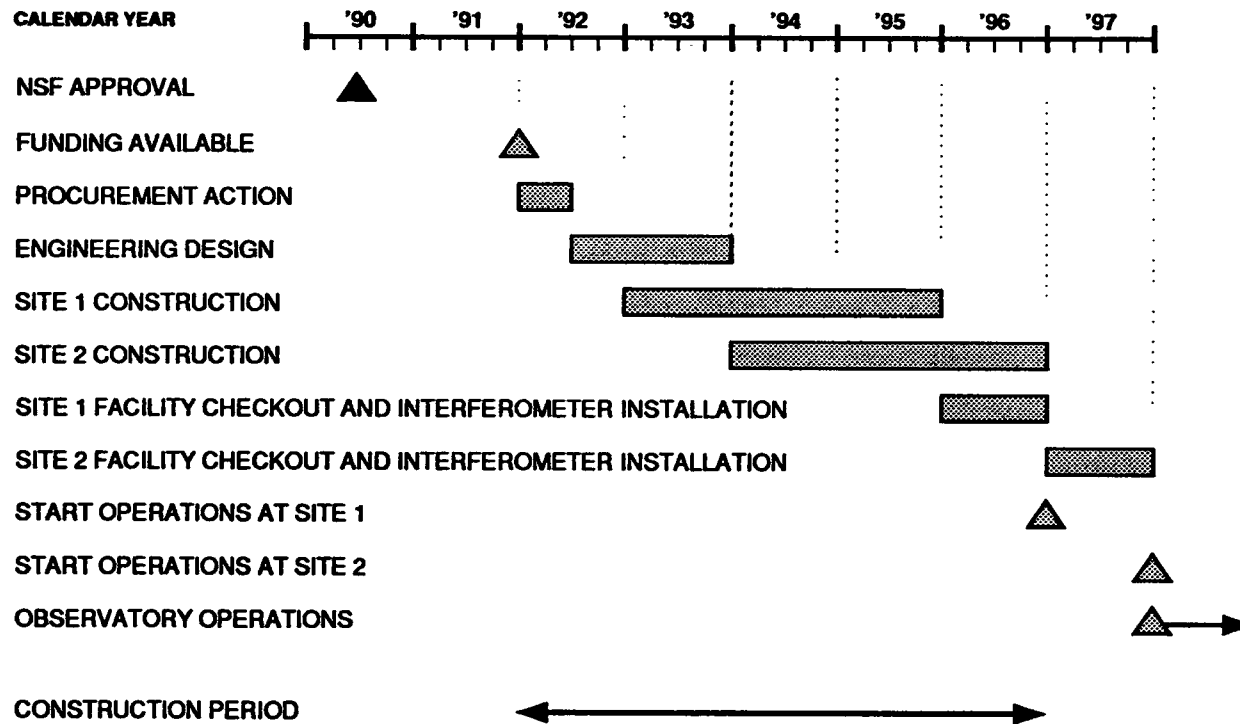 CALENDAR YEAR '90 '91 '92 '93 '94 '95 '96 '97
NSF APPROVAL
FUNDING AVAILABLE
PROCUREMENT ACTION
ENGINEERING DESIGN
SITE 1 CONSTRUCTION
SITE 2 CONSTRUCTION
SITE 1 FACILITY CHECKOUT AND INTERFEROMETER INSTALLATION
SITE 2 FACILITY CHECKOUT AND INTERFEROMETER INSTALLATION
START OPERATIONS AT SITE 1
START OPERATIONS AT SITE 2
OBSERVATORY OPERATIONS
CONSTRUCTION PERIOD